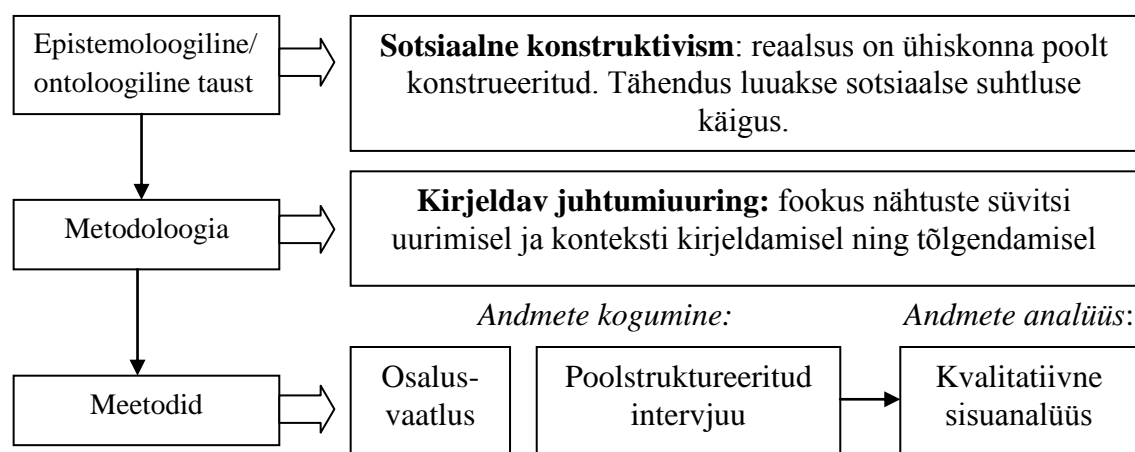 Epistemoloogiline/
ontoloogiline taust
Sotsiaalne konstruktivism: reaalsus on ühiskonna poolt
konstrueeritud. Tähendus luuakse sotsiaalse suhtluse
käigus.
Metodoloogia
Kirjeldav juhtumiuuring: fookus nähtuste süvitsi
uurimisel ja konteksti kirjeldamisel ning tõlgendamisel
Andmete kogumine:
Andmete analüüs:
Meetodid
Osalus-
vaatlus
Poolstruktureeritud
intervjuu
Kvalitatiivne
sisuanalüüs